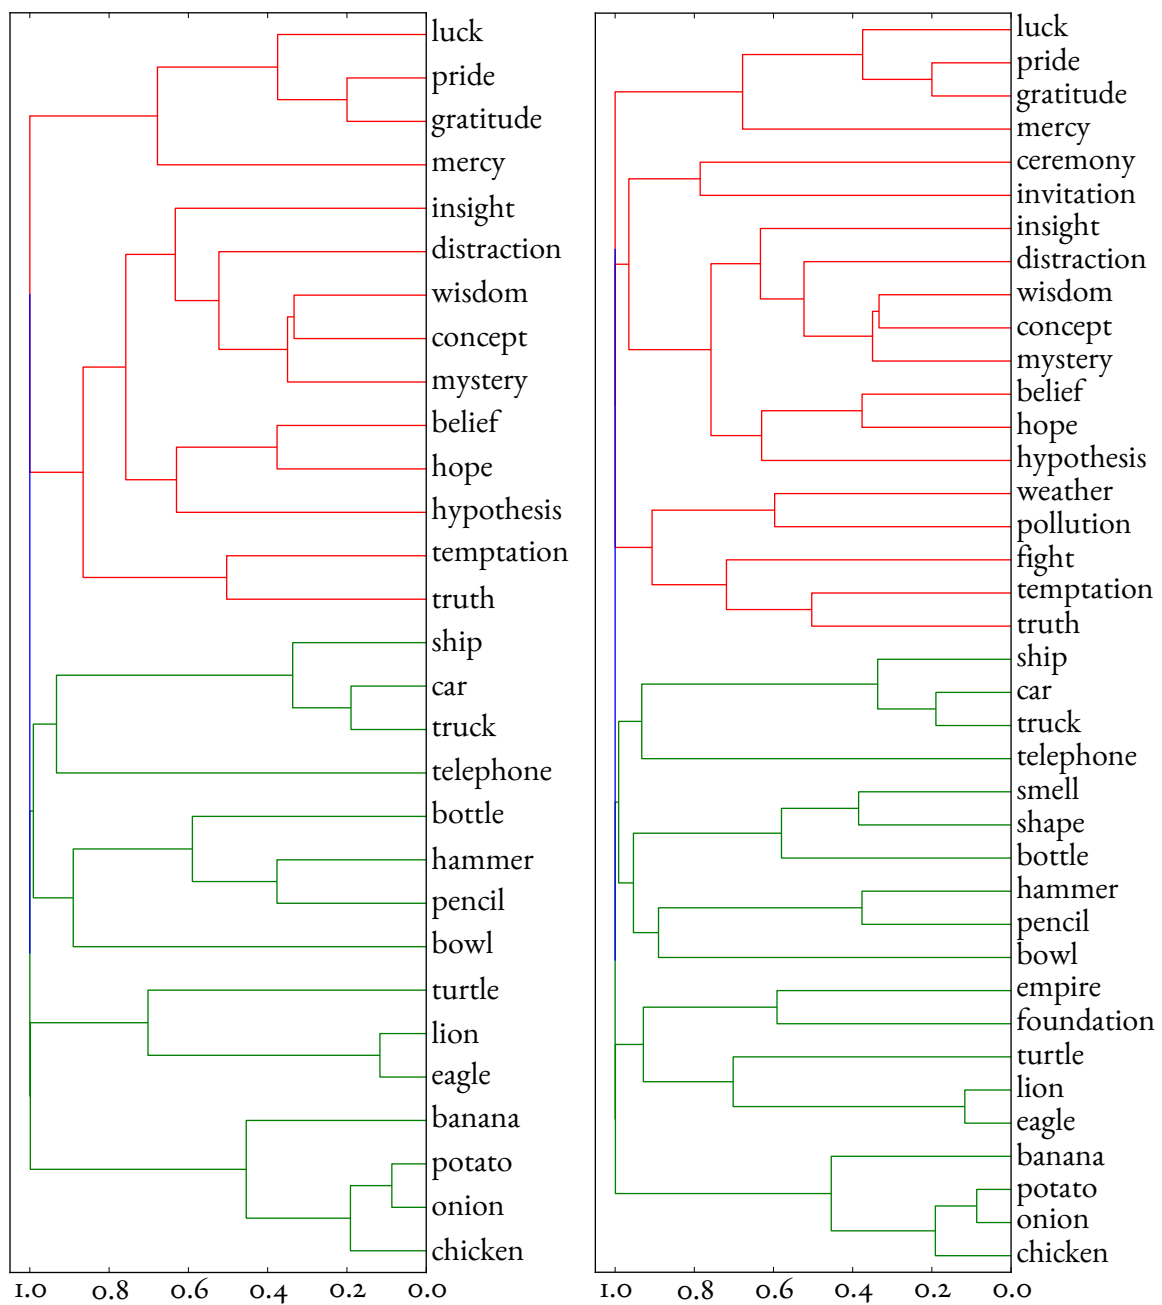 luck
pride
gratitude
mercy
insight
distraction
wisdom
concept
mystery
belief
hope
hypothesis
temptation
truth
ship
car
truck
telephone
bottle
hammer
pencil
bowl
turtle
lion
eagle
banana
potato
onion
chicken
1.0 0.8 0.6 0.4 0.2 0.0
luck
pride
gratitude
mercy
ceremony
invitation
insight
distraction
wisdom
concept
mystery
belief
hope
hypothesis
weather
pollution
fight
temptation
truth
ship
car
truck
telephone
smell
shape
bottle
hammer
pencil
bowl
empire
foundation
turtle
lion
eagle
banana
potato
onion
chicken
1.0 0.8 0.6 0.4 0.2 0.0